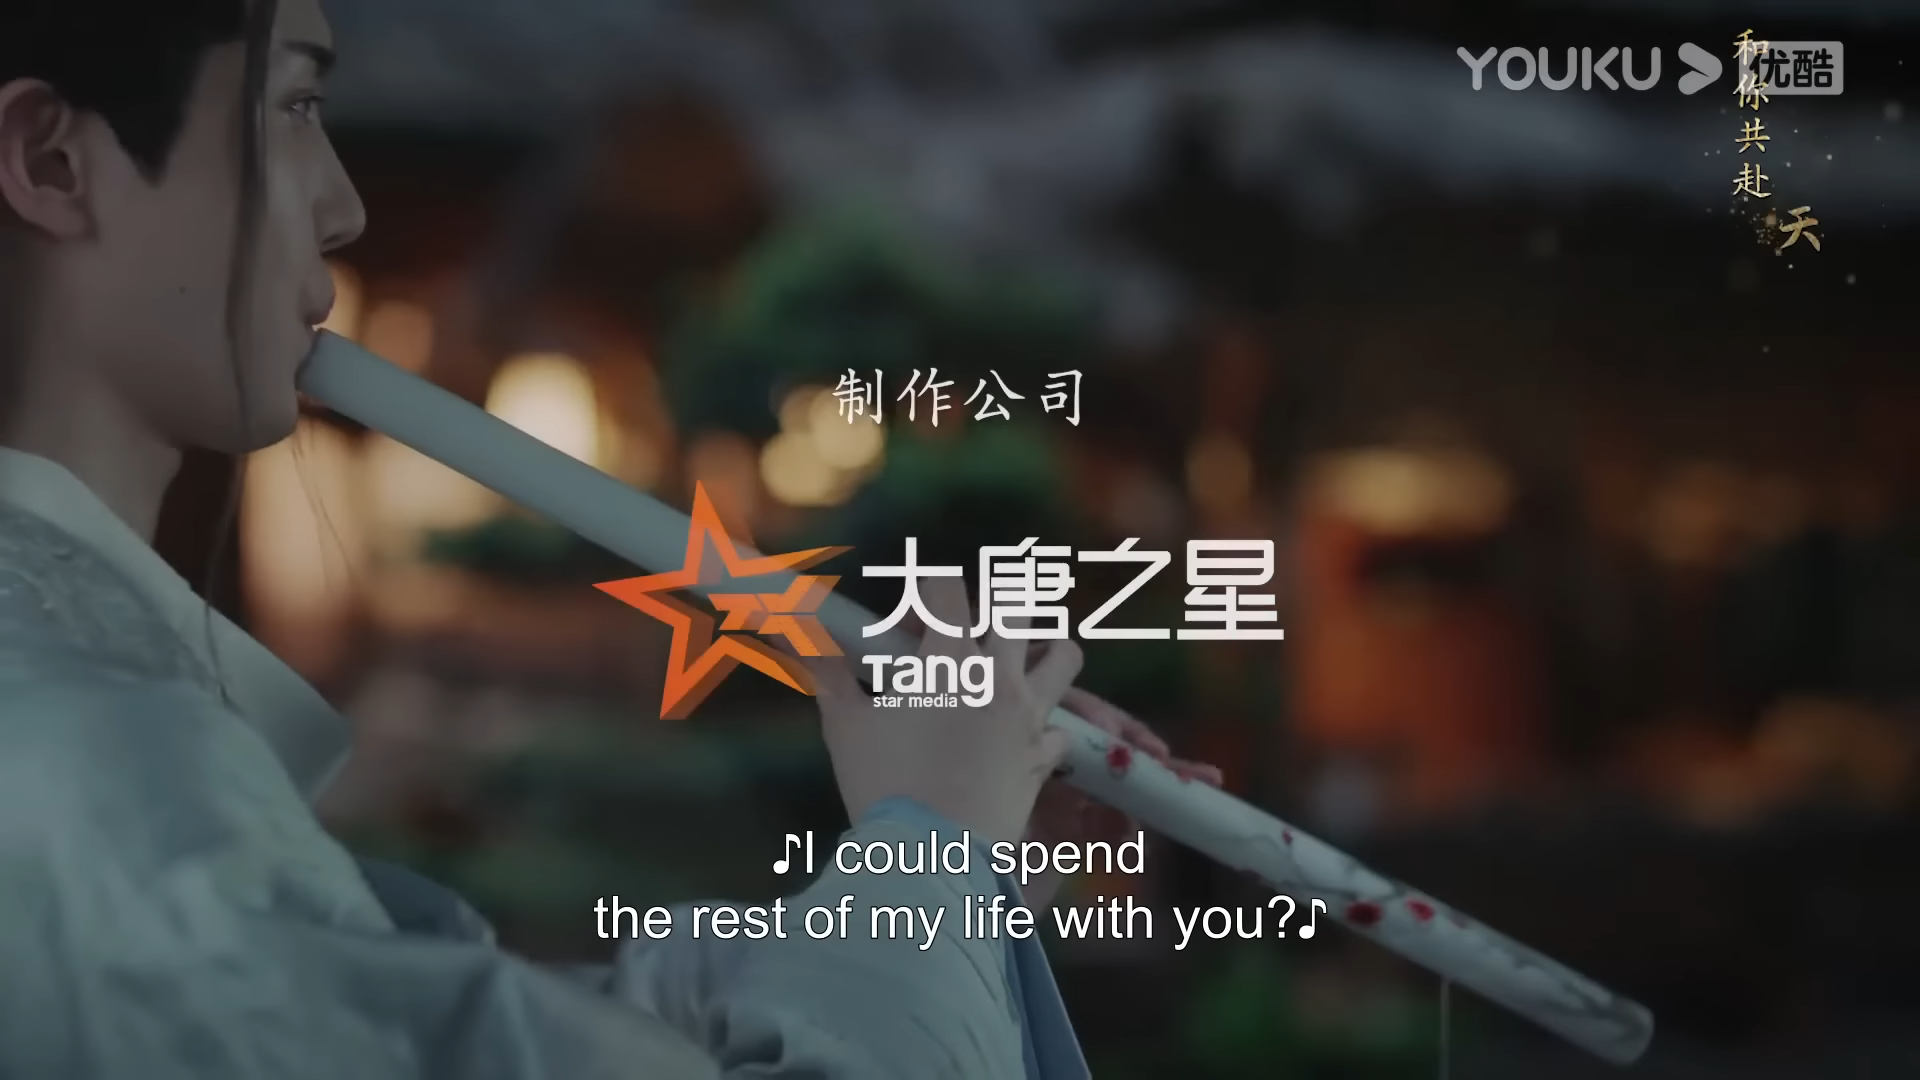 YOUKU 优酷
和你共赴
天
制作公司
大唐之星
Tang
star media
♪I could spend
the rest of my life with you?♪